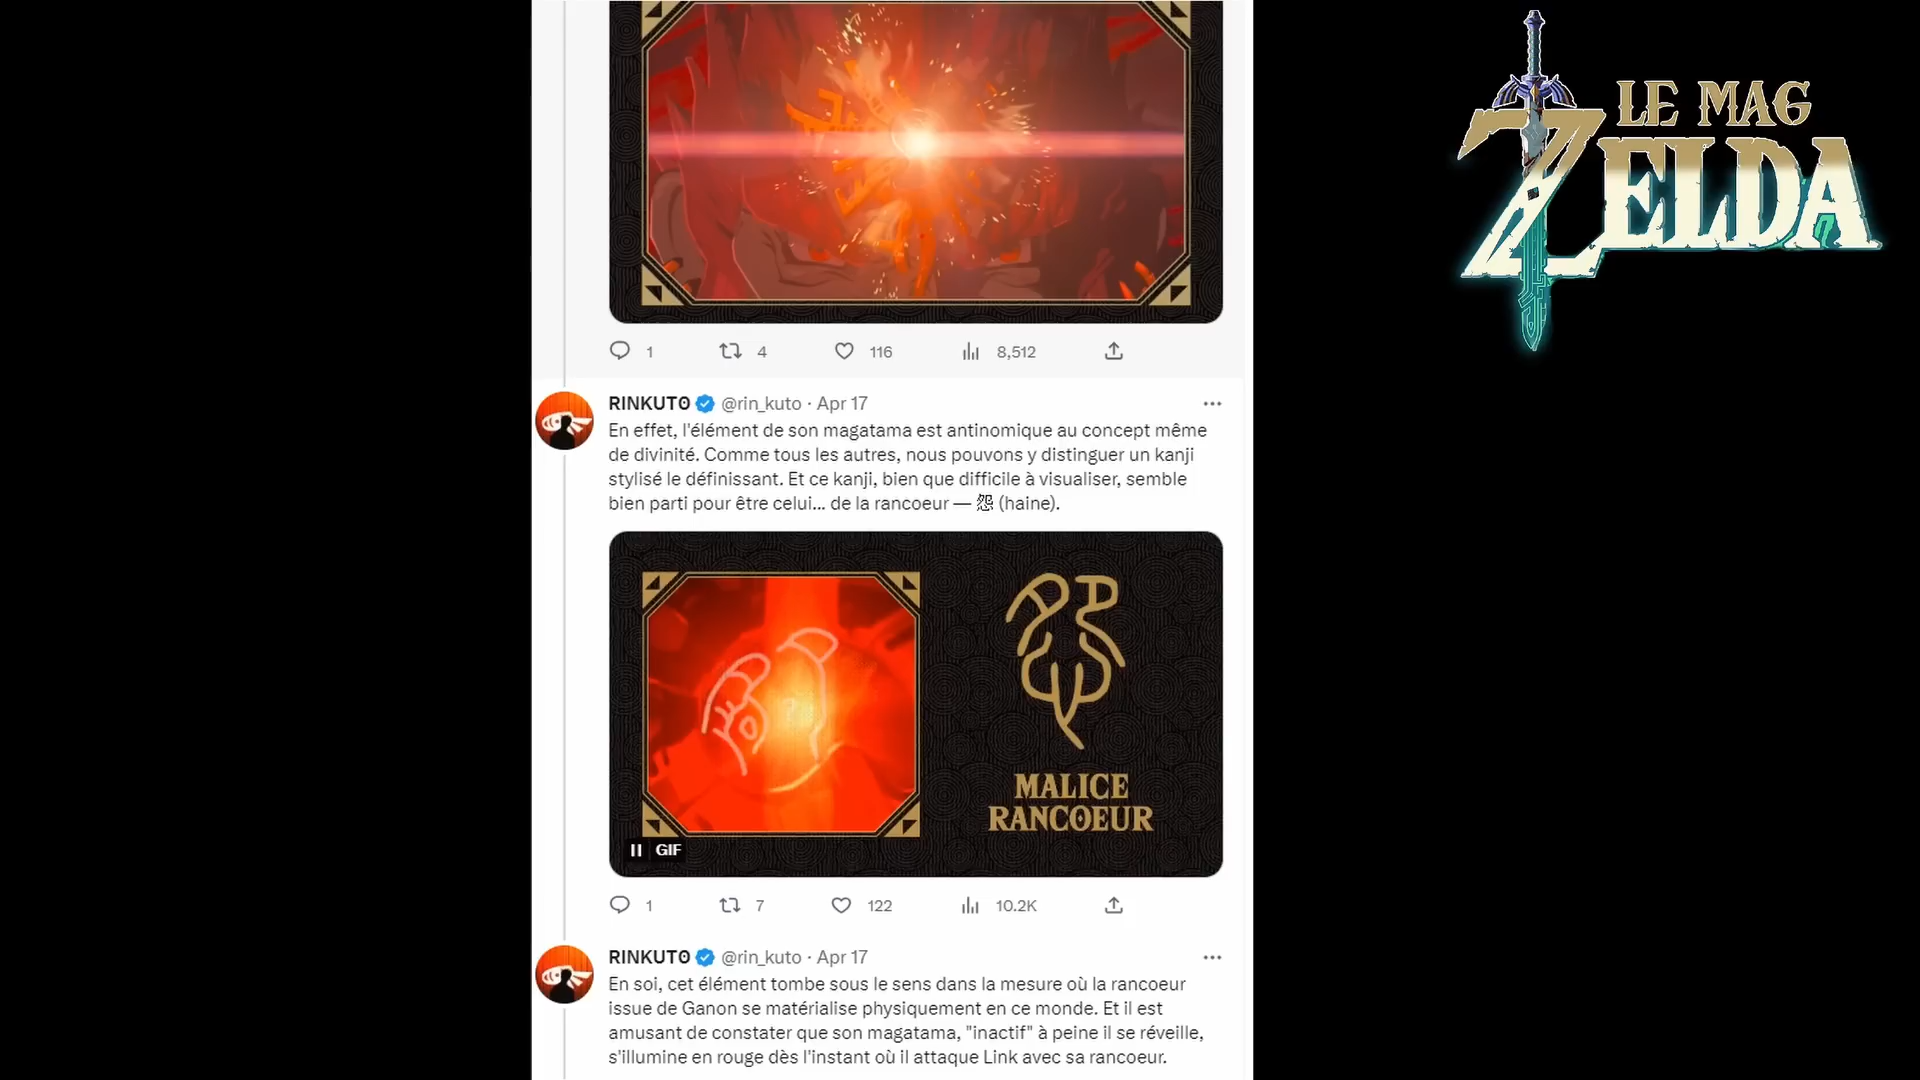 LE MAG
ZELDA
1 4 116 8,512
RINKUTO @rin_kuto · Apr 17
En effet, l'élément de son magatama est antinomique au concept même
de divinité. Comme tous les autres, nous pouvons y distinguer un kanji
stylisé le définissant. Et ce kanji, bien que difficile à visualiser, semble
bien parti pour être celui... de la rancoeur — 怨 (haine).
MALICE
RANCOEUR
GIF
1 7 122 10.2K
RINKUTO @rin_kuto · Apr 17
En soi, cet élément tombe sous le sens dans la mesure où la rancoeur
issue de Ganon se matérialise physiquement en ce monde. Et il est
amusant de constater que son magatama, "inactif" à peine il se réveille,
s'illumine en rouge dès l'instant où il attaque Link avec sa rancoeur.